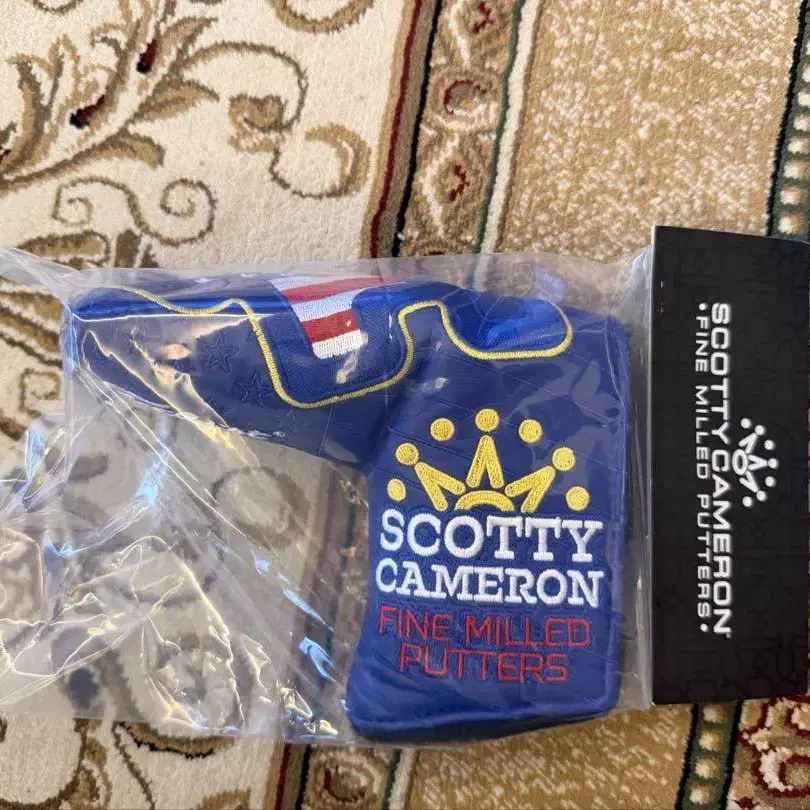 SCOTTY
CAMERON
FINE MILLED
PUTTERS
SCOTTY CAMERON
•FINE MILLED PUTTERS•